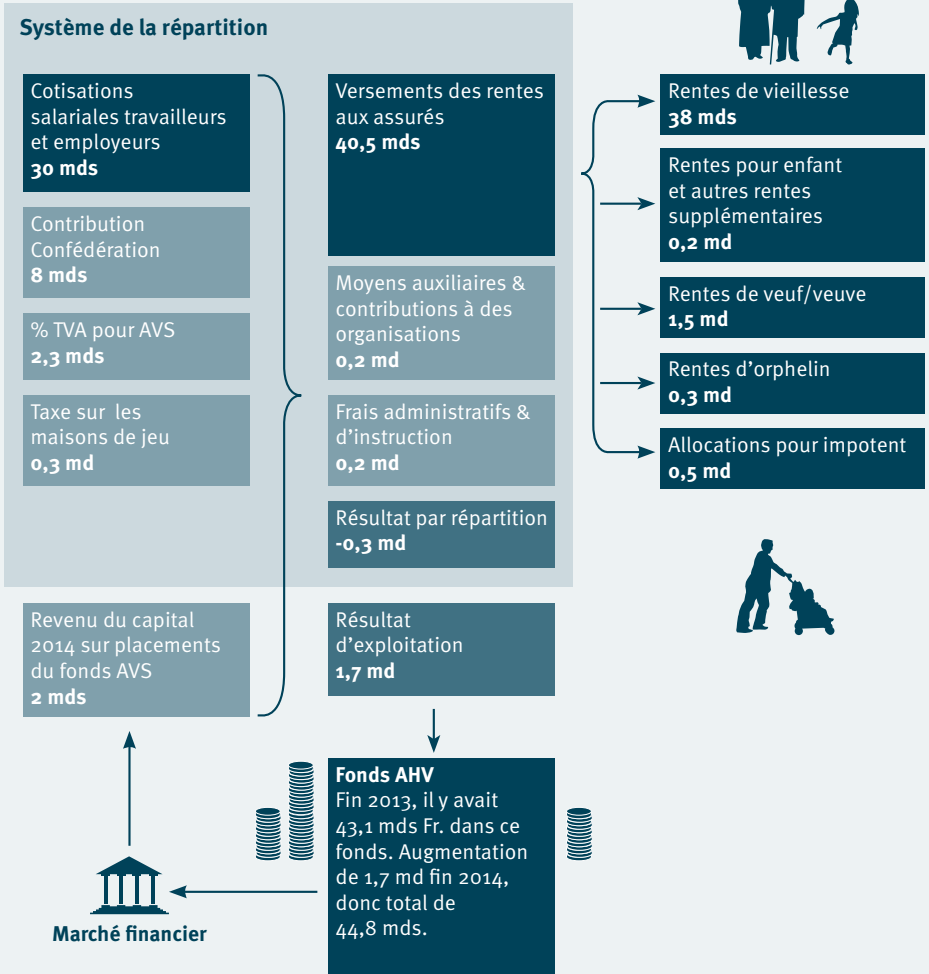 Système de la répartition
Cotisations
salariales travailleurs
et employeurs
30 mds
Contribution
Confédération
8 mds
% TVA pour AVS
2,3 mds
Taxe sur les
maisons de jeu
0,3 md
Revenu du capital
2014 sur placements
du fonds AVS
2 mds
Versements des rentes
aux assurés
40,5 mds
Moyens auxiliaires &
contributions à des
organisations
0,2 md
Frais administratifs &
d'instruction
0,2 md
Résultat par répartition
-0,3 md
Résultat
d'exploitation
1,7 md
Rentes de vieillesse
38 mds
Rentes pour enfant
et autres rentes
supplémentaires
0,2 md
Rentes de veuf/veuve
1,5 md
Rentes d'orphelin
0,3 md
Allocations pour impotent
0,5 md
Fonds AHV
Fin 2013, il y avait
43,1 mds Fr. dans ce
fonds. Augmentation
de 1,7 md fin 2014,
donc total de
44,8 mds.
Marché financier